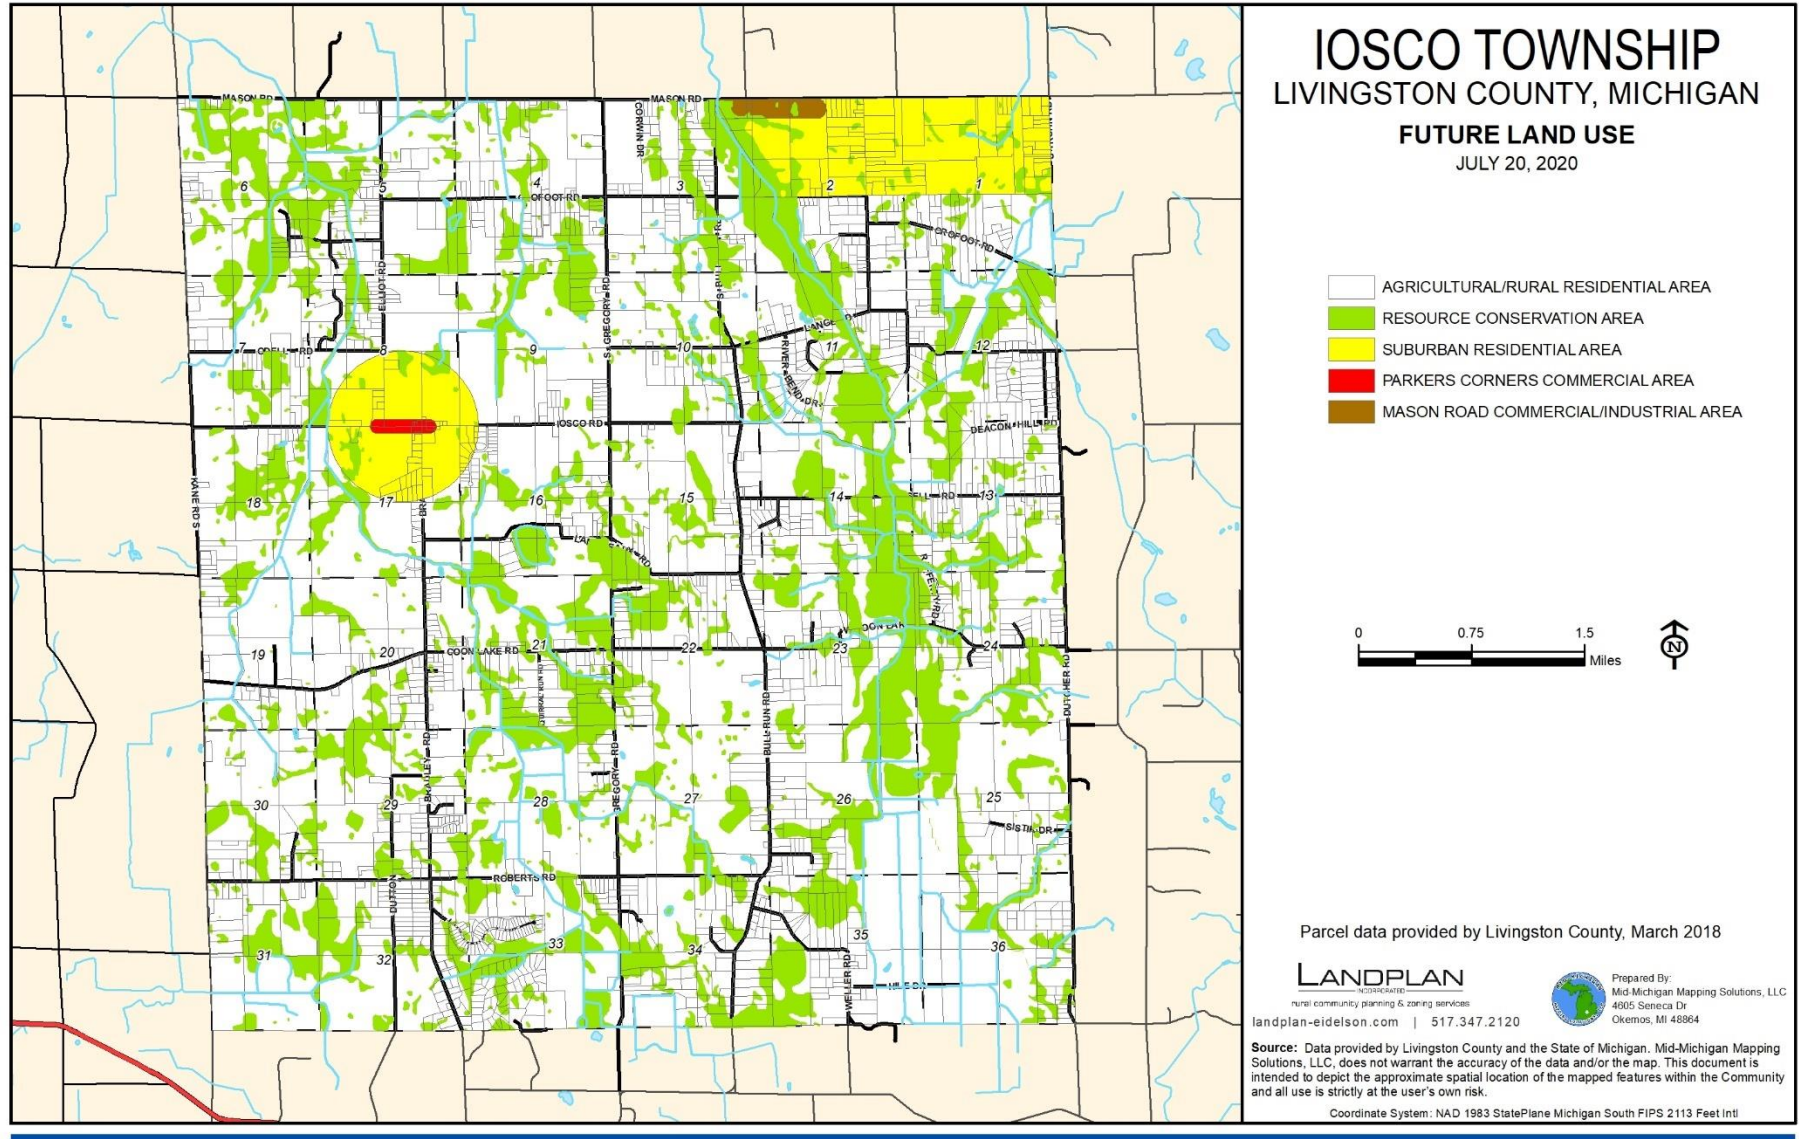 IOSCO TOWNSHIP
LIVINGSTON COUNTY, MICHIGAN
FUTURE LAND USE
JULY 20, 2020
AGRICULTURAL/RURAL RESIDENTIAL AREA
RESOURCE CONSERVATION AREA
SUBURBAN RESIDENTIAL AREA
PARKERS CORNERS COMMERCIAL AREA
MASON ROAD COMMERCIAL/INDUSTRIAL AREA
0 0.75 1.5
Miles
N
Parcel data provided by Livingston County, March 2018
LANDPLAN
INCORPORATED
rural community planning & zoning services
landplan-eidelson.com | 517.347.2120
Prepared By:
Mid-Michigan Mapping Solutions, LLC
4605 Seneca Dr
Okemos, MI 48864
Source: Data provided by Livingston County and the State of Michigan. Mid-Michigan Mapping
Solutions, LLC, does not warrant the accuracy of the data and/or the map. This document is
intended to depict the approximate spatial location of the mapped features within the Community
and all use is strictly at the user's own risk.
Coordinate System: NAD 1983 StatePlane Michigan South FIPS 2113 Feet Intl
MASON RD
MASON RD
CORWIN DR
6
5
4
3
2
1
CROFOOT RD
ELLIOT RD
S GREGORY RD
LANGE RD
RIVER BEND DR
7
8
9
10
11
12
IOSCO RD
DEACON HILL RD
KANE RD S
18
17
16
15
14
13
19
20
COON LAKE RD
21
22
23
24
DUTCHER RD
BULL RUN RD
BRADLEY RD
30
29
28
27
26
25
ROBERTS RD
DUTTON
31
32
33
34
35
36
WELLER RD